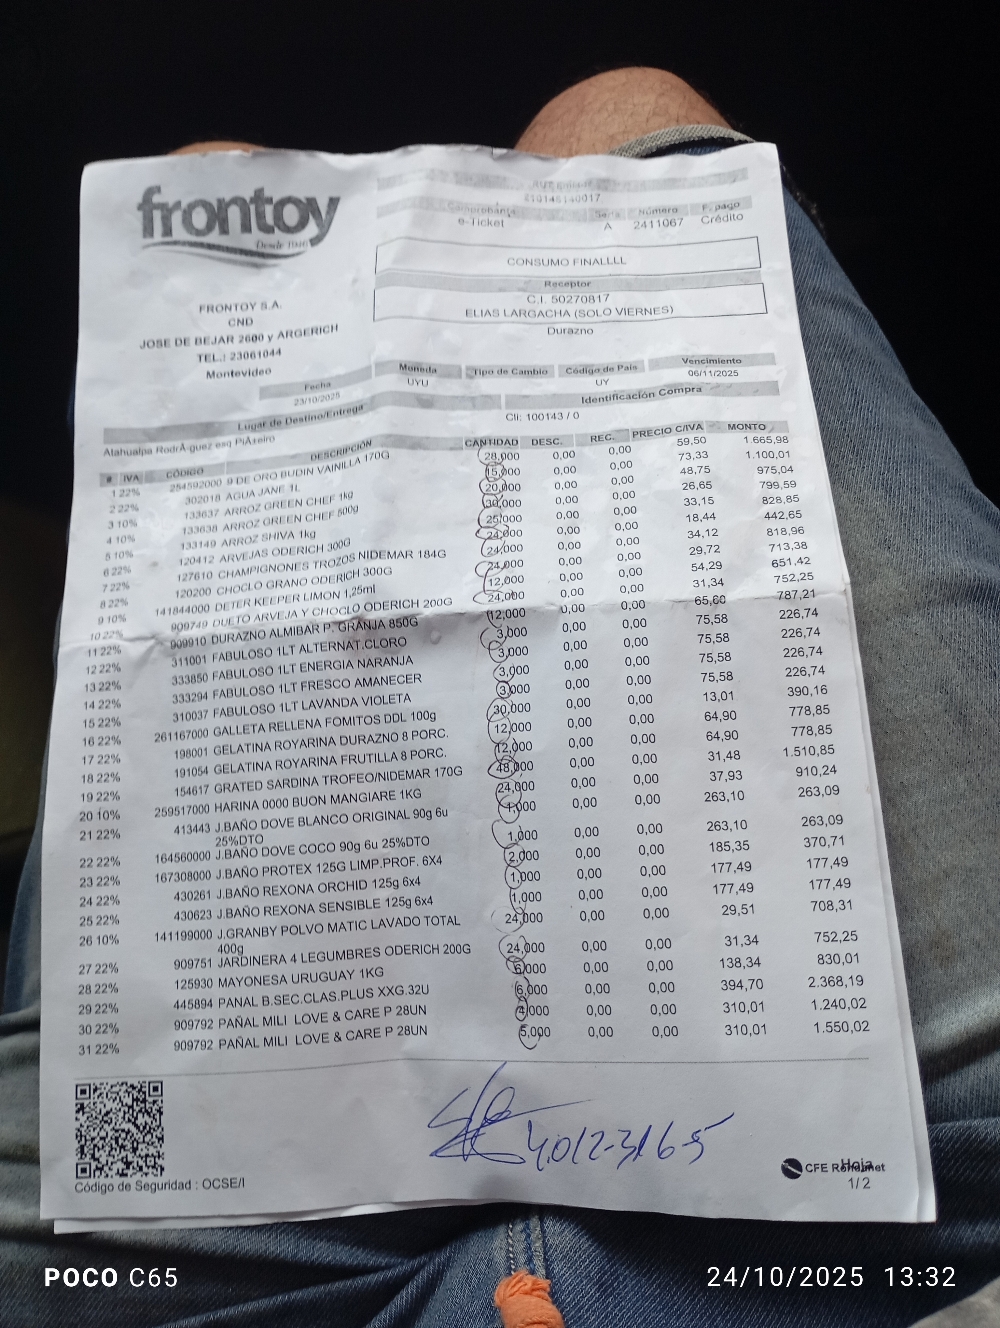 frontoy
Desde 1940
FRONTOY S.A.
CND
JOSE DE BEJAR 2600 y ARGERICH
TEL.: 23061044
Montevideo
Comprobante Serie Número F. pago
e-Ticket A 2411067 Crédito
CONSUMO FINALLLL
Receptor
C.I. 50270817
ELIAS LARGACHA (SOLO VIERNES)
Durazno
Fecha Moneda Tipo de Cambio Código de País Vencimiento
23/10/2025 UYU UY 06/11/2025
Lugar de Destino/Entrega Identificación Compra
Atahualpa RodrÃ-guez esq PiÃ±eiro Cli: 100143 / 0
# IVA CÓDIGO DESCRIPCIÓN CANTIDAD DESC. REC. PRECIO C/IVA MONTO
1 22% 254592000 9 DE ORO BUDIN VAINILLA 170G 28,000 0,00 0,00 59,50 1.665,98
2 22% 302018 AGUA JANE 1L 15,000 0,00 0,00 73,33 1.100,01
3 10% 133637 ARROZ GREEN CHEF 1kg 20,000 0,00 0,00 48,75 975,04
4 10% 133638 ARROZ GREEN CHEF 500g 30,000 0,00 0,00 26,65 799,59
5 10% 133149 ARROZ SHIVA 1kg 25,000 0,00 0,00 33,15 828,85
6 22% 120412 ARVEJAS ODERICH 300G 24,000 0,00 0,00 18,44 442,65
7 22% 127610 CHAMPIGNONES TROZOS NIDEMAR 184G 24,000 0,00 0,00 34,12 818,96
8 22% 120200 CHOCLO GRANO ODERICH 300G 24,000 0,00 0,00 29,72 713,38
9 10% 141844000 DETER KEEPER LIMON 1,25ml 12,000 0,00 0,00 54,29 651,42
10 22% 909749 DUETO ARVEJA Y CHOCLO ODERICH 200G 24,000 0,00 0,00 31,34 752,25
11 22% 909910 DURAZNO ALMIBAR P. GRANJA 850G 12,000 0,00 0,00 65,60 787,21
12 22% 311001 FABULOSO 1LT ALTERNAT.CLORO 3,000 0,00 0,00 75,58 226,74
13 22% 333850 FABULOSO 1LT ENERGIA NARANJA 3,000 0,00 0,00 75,58 226,74
14 22% 333294 FABULOSO 1LT FRESCO AMANECER 3,000 0,00 0,00 75,58 226,74
15 22% 310037 FABULOSO 1LT LAVANDA VIOLETA 3,000 0,00 0,00 75,58 226,74
16 22% 261167000 GALLETA RELLENA FOMITOS DDL 100g 30,000 0,00 0,00 13,01 390,16
17 22% 198001 GELATINA ROYARINA DURAZNO 8 PORC. 12,000 0,00 0,00 64,90 778,85
18 22% 191054 GELATINA ROYARINA FRUTILLA 8 PORC. 12,000 0,00 0,00 64,90 778,85
19 22% 154617 GRATED SARDINA TROFEO/NIDEMAR 170G 48,000 0,00 0,00 31,48 1.510,85
20 10% 259517000 HARINA 0000 BUON MANGIARE 1KG 24,000 0,00 0,00 37,93 910,24
21 22% 413443 J.BAÑO DOVE BLANCO ORIGINAL 90g 6u 1,000 0,00 0,00 263,10 263,09
25%DTO
22 22% 164560000 J.BAÑO DOVE COCO 90g 6u 25%DTO 1,000 0,00 0,00 263,10 263,09
23 22% 167308000 J.BAÑO PROTEX 125G LIMP.PROF. 6X4 2,000 0,00 0,00 185,35 370,71
24 22% 430261 J.BAÑO REXONA ORCHID 125g 6x4 1,000 0,00 0,00 177,49 177,49
25 22% 430623 J.BAÑO REXONA SENSIBLE 125g 6x4 1,000 0,00 0,00 177,49 177,49
26 10% 141199000 J.GRANBY POLVO MATIC LAVADO TOTAL 24,000 0,00 0,00 29,51 708,31
400g
27 22% 909751 JARDINERA 4 LEGUMBRES ODERICH 200G 24,000 0,00 0,00 31,34 752,25
28 22% 125930 MAYONESA URUGUAY 1KG 6,000 0,00 0,00 138,34 830,01
29 22% 445894 PANAL B.SEC.CLAS.PLUS XXG.32U 6,000 0,00 0,00 394,70 2.368,19
30 22% 909792 PAÑAL MILI LOVE & CARE P 28UN 4,000 0,00 0,00 310,01 1.240,02
31 22% 909792 PAÑAL MILI LOVE & CARE P 28UN 5,000 0,00 0,00 310,01 1.550,02
4.012-316-5
Código de Seguridad : OCSE/I
CFE Hoja
1/2
POCO C65 24/10/2025 13:32